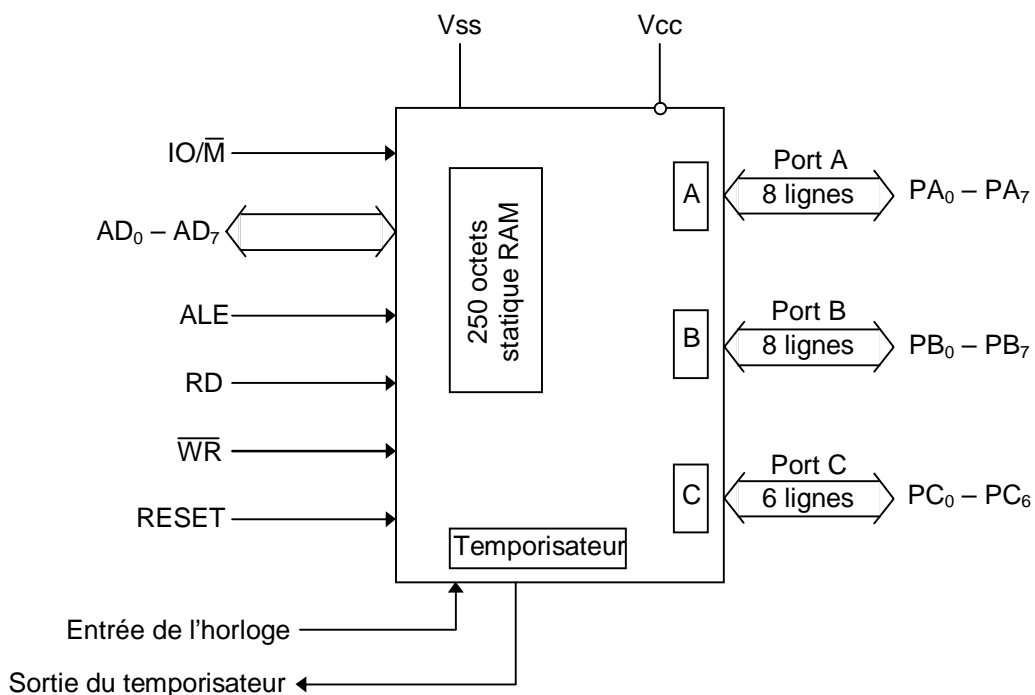 Vss
Vcc
IO/M̅
AD₀ – AD₇
ALE
RD
W̅R̅
RESET
250 octets
statique RAM
A
Port A
8 lignes
PA₀ – PA₇
B
Port B
8 lignes
PB₀ – PB₇
C
Port C
6 lignes
PC₀ – PC₆
Temporisateur
Entrée de l'horloge
Sortie du temporisateur